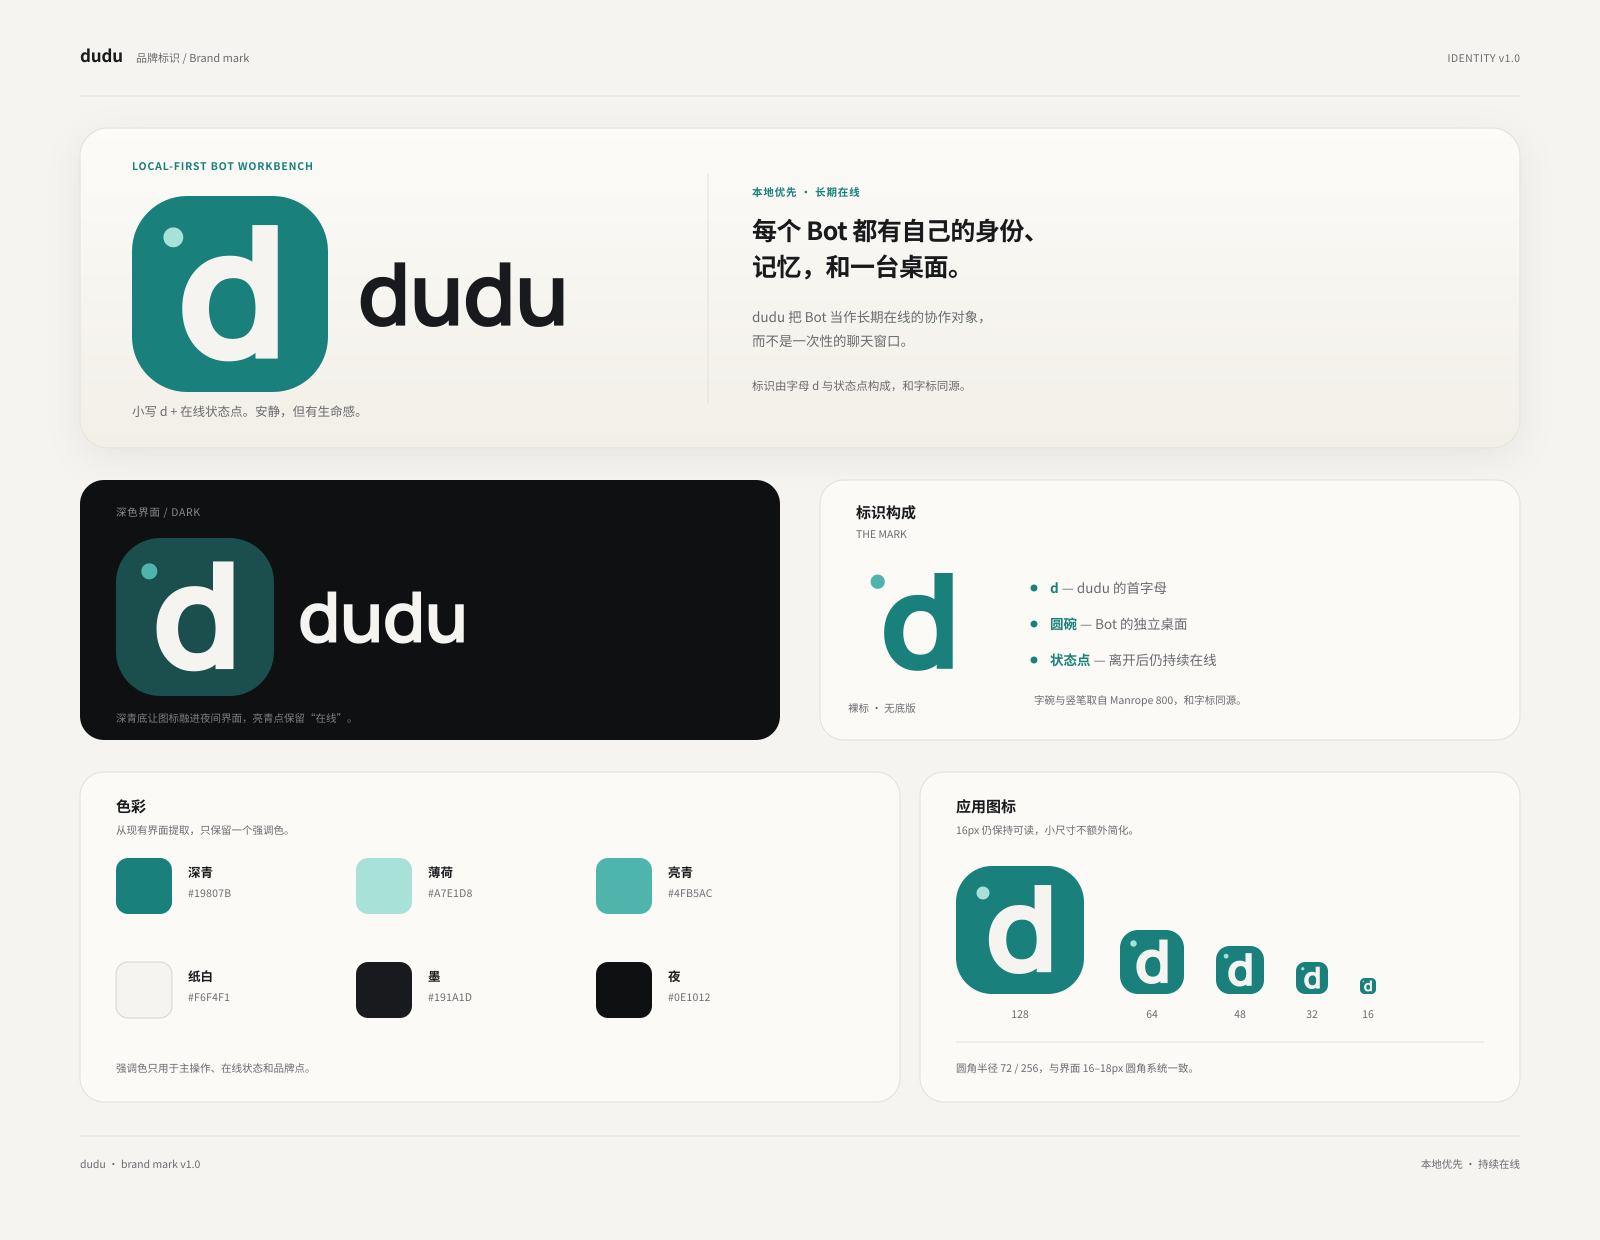 dudu 品牌标识 / Brand mark
IDENTITY v1.0
LOCAL-FIRST BOT WORKBENCH
d
dudu
小写 d + 在线状态点。安静，但有生命感。
本地优先 · 长期在线
每个 Bot 都有自己的身份、
记忆，和一台桌面。
dudu 把 Bot 当作长期在线的协作对象，
而不是一次性的聊天窗口。
标识由字母 d 与状态点构成，和字标同源。
深色界面 / DARK
d
dudu
深青底让图标融进夜间界面，亮青点保留“在线”。
标识构成
THE MARK
d
裸标 · 无底版
d — dudu 的首字母
圆碗 — Bot 的独立桌面
状态点 — 离开后仍持续在线
字碗与竖笔取自 Manrope 800，和字标同源。
色彩
从现有界面提取，只保留一个强调色。
深青
#19807B
薄荷
#A7E1D8
亮青
#4FB5AC
纸白
#F6F4F1
墨
#191A1D
夜
#0E1012
强调色只用于主操作、在线状态和品牌点。
应用图标
16px 仍保持可读，小尺寸不额外简化。
d d d d d
128 64 48 32 16
圆角半径 72 / 256，与界面 16–18px 圆角系统一致。
dudu · brand mark v1.0
本地优先 · 持续在线